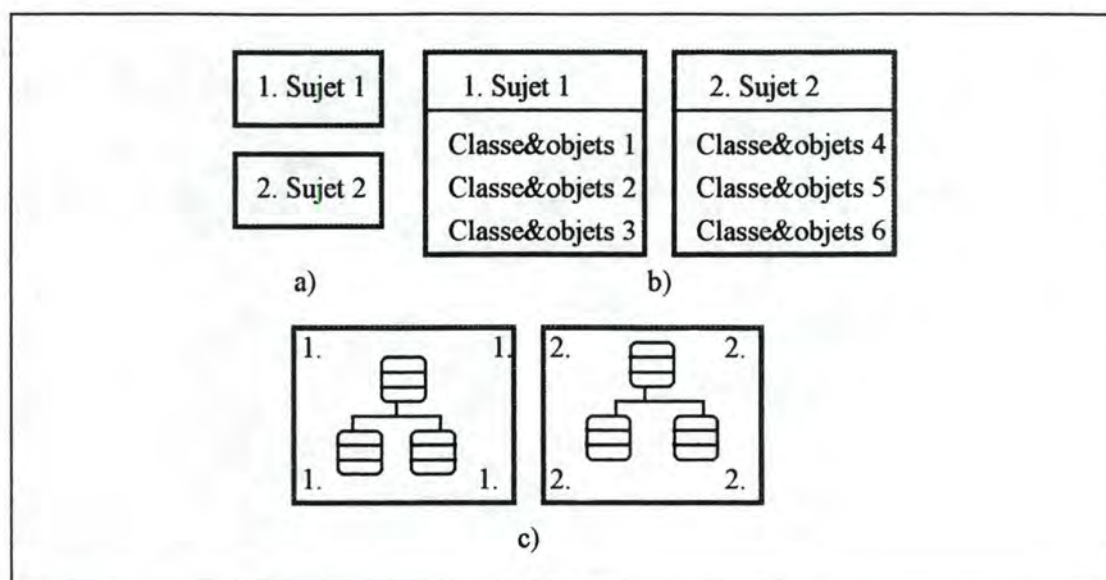 1. Sujet 1
2. Sujet 2
a)
1. Sujet 1
Classe&objets 1
Classe&objets 2
Classe&objets 3
2. Sujet 2
Classe&objets 4
Classe&objets 5
Classe&objets 6
b)
1. 1.
1. 1.
2. 2.
2. 2.
c)